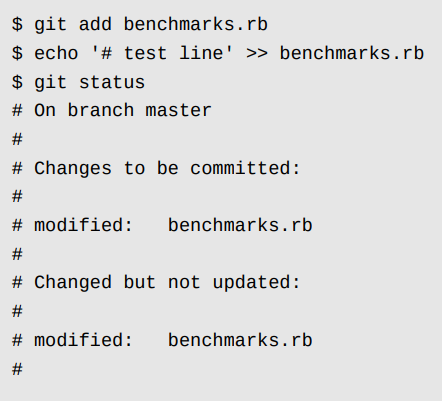 $ git add benchmarks.rb
$ echo '# test line' >> benchmarks.rb
$ git status
# On branch master
#
# Changes to be committed:
#
# modified:   benchmarks.rb
#
# Changed but not updated:
#
# modified:   benchmarks.rb
#